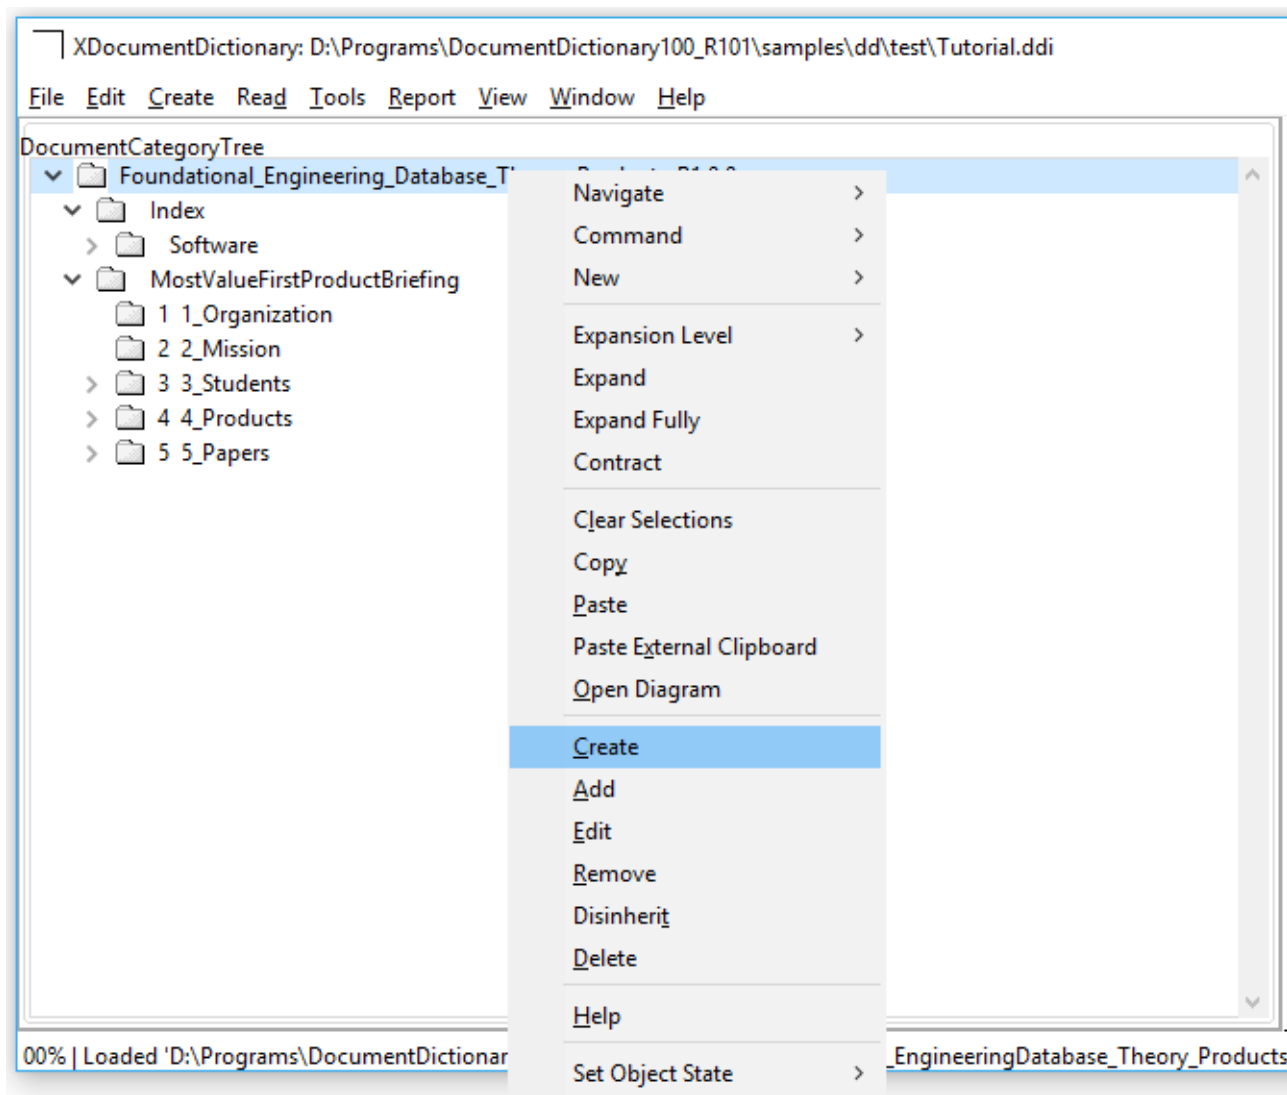 XDocumentDictionary: D:\Programs\DocumentDictionary100_R101\samples\dd\test\Tutorial.ddi
File Edit Create Read Tools Report View Window Help
DocumentCategoryTree
Foundational_Engineering_Database_T
Index
Software
MostValueFirstProductBriefing
1 1_Organization
2 2_Mission
3 3_Students
4 4_Products
5 5_Papers
Navigate
Command
New
Expansion Level
Expand
Expand Fully
Contract
Clear Selections
Copy
Paste
Paste External Clipboard
Open Diagram
Create
Add
Edit
Remove
Disinherit
Delete
Help
Set Object State
00% | Loaded 'D:\Programs\DocumentDictionar
_EngineeringDatabase_Theory_Products